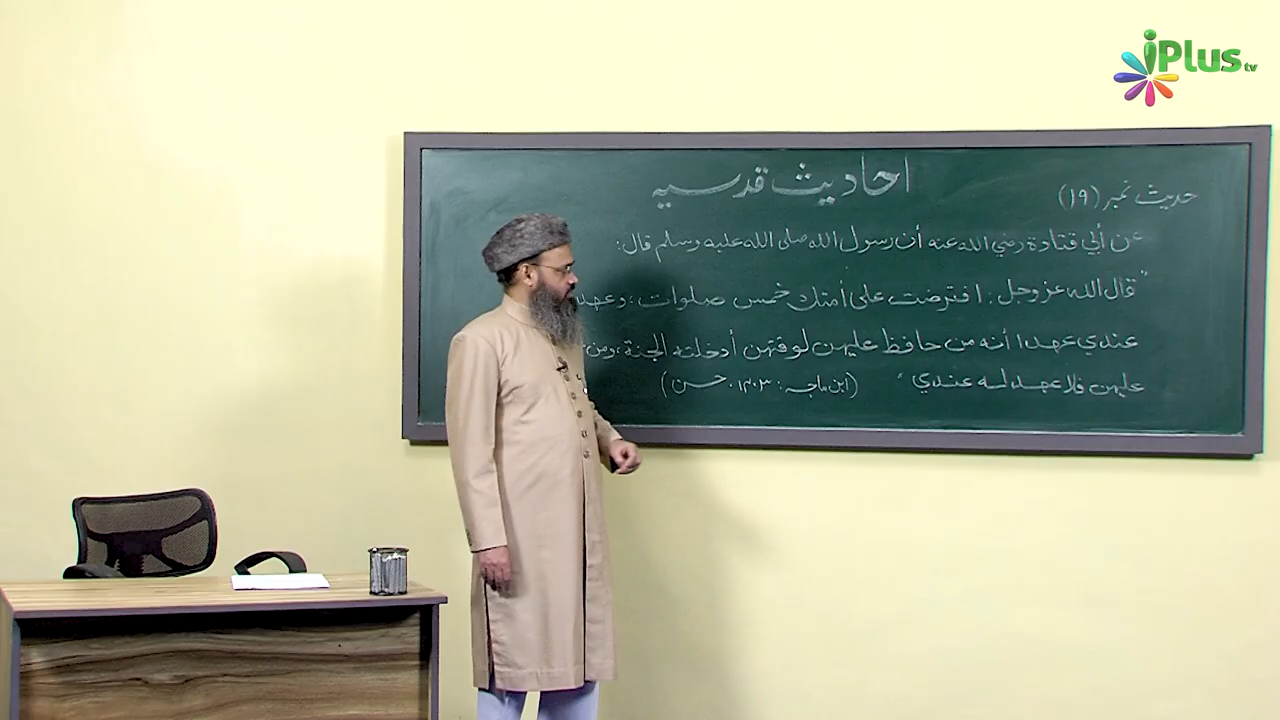 iPlus tv
احادیث قدسیہ
حدیث نمبر (۱۹)
عن أبي قتادة رضي الله عنه أن رسول الله صلى الله عليه وسلم قال:
"قال الله عز وجل: افترضت على أمتك خمس صلوات، وعهد
عندي عهدا أنه من حافظ عليهن لوقتهن أدخلته الجنة، ومن
عليهن فلا عهد له عندي" (ابن ماجہ: ۱۴۰۳، حسن)